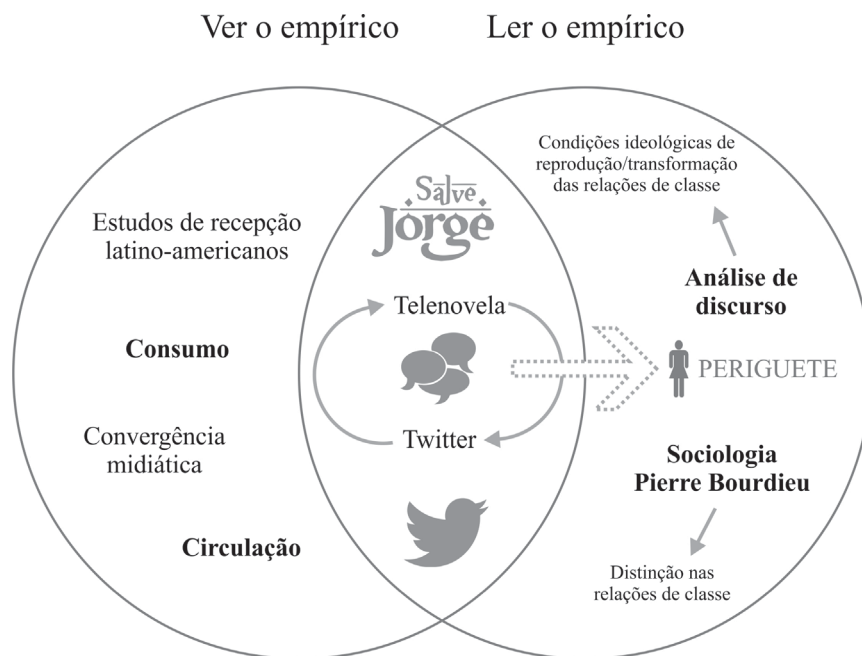 Ver o empírico
Ler o empírico
Estudos de recepção
latino-americanos
Consumo
Convergência
midiática
Circulação
Salve
Jorge
Telenovela
Twitter
Condições ideológicas de
reprodução/transformação
das relações de classe
Análise de
discurso
PERIGUETE
Sociologia
Pierre Bourdieu
Distinção nas
relações de classe